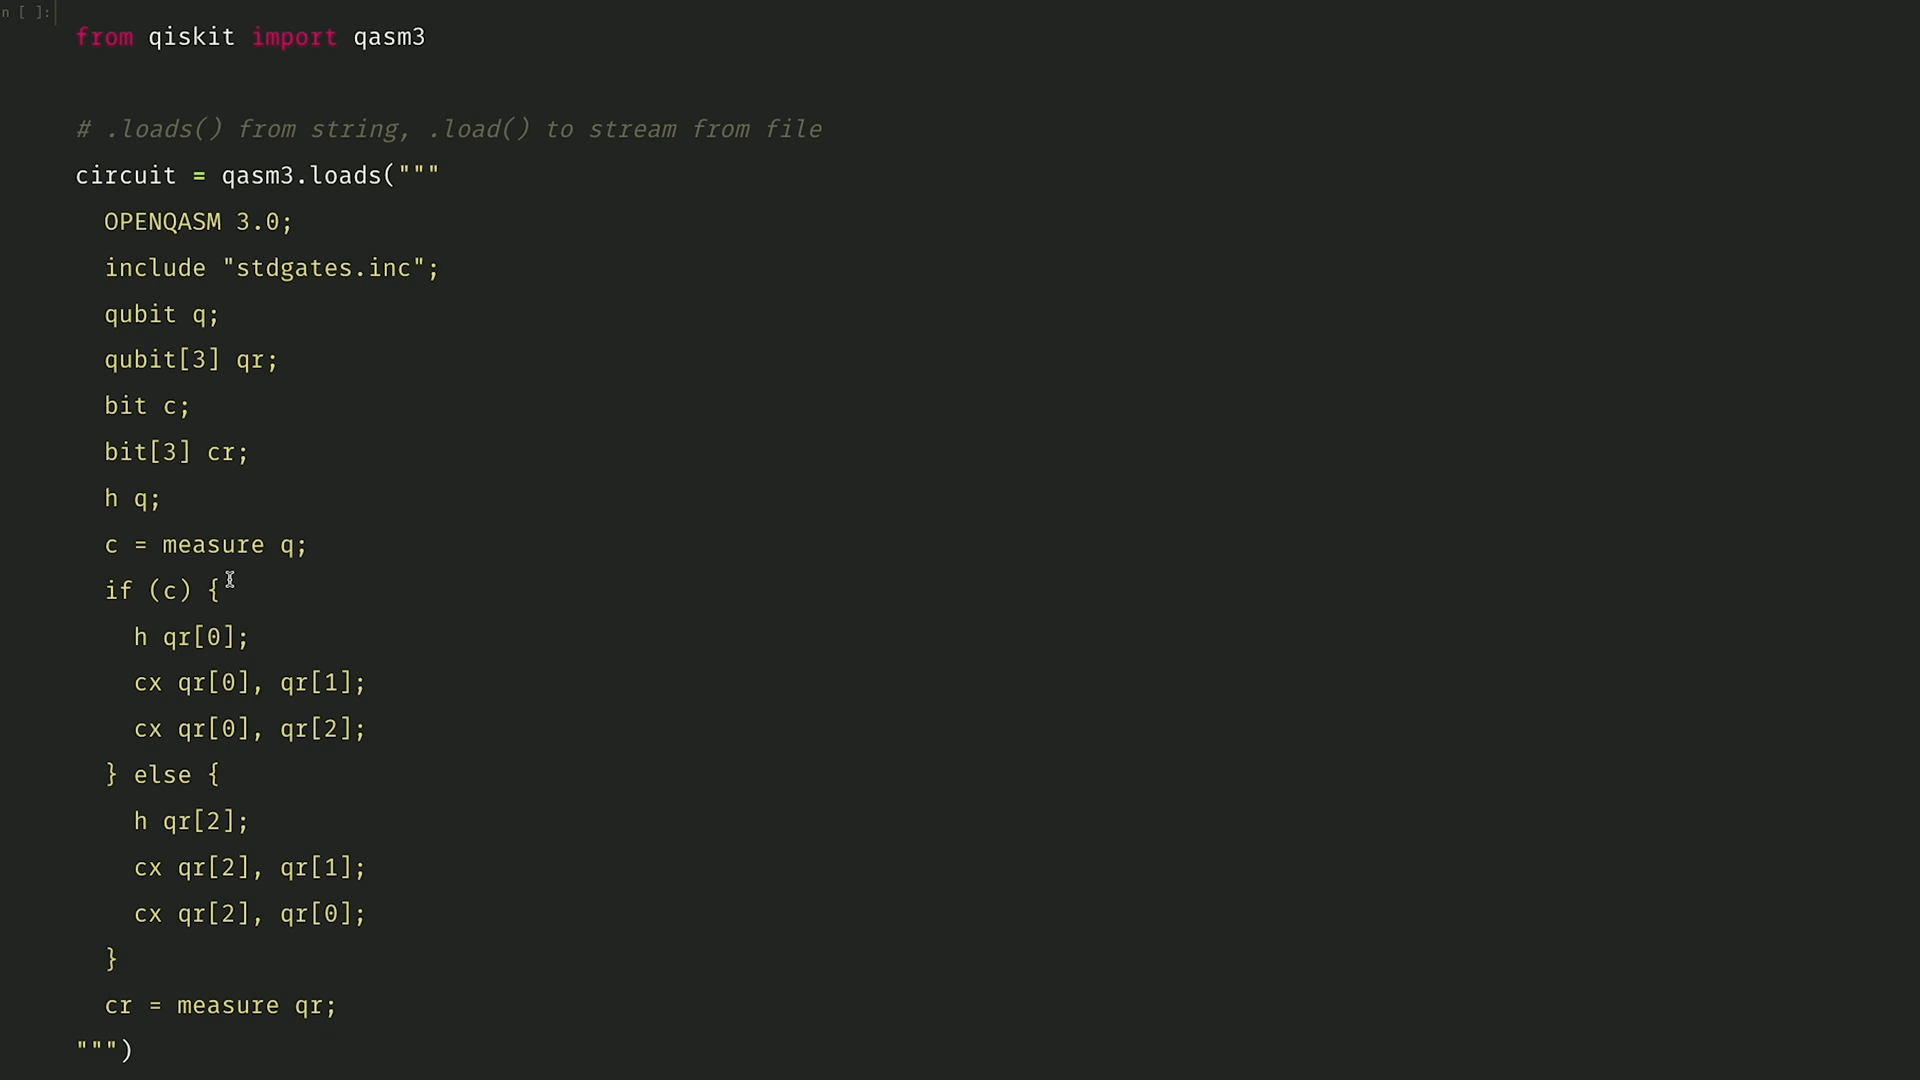 n [ ]:
from qiskit import qasm3
# .loads() from string, .load() to stream from file
circuit = qasm3.loads("""
OPENQASM 3.0;
include "stdgates.inc";
qubit q;
qubit[3] qr;
bit c;
bit[3] cr;
h q;
c = measure q;
if (c) {
h qr[0];
cx qr[0], qr[1];
cx qr[0], qr[2];
} else {
h qr[2];
cx qr[2], qr[1];
cx qr[2], qr[0];
}
cr = measure qr;
""")